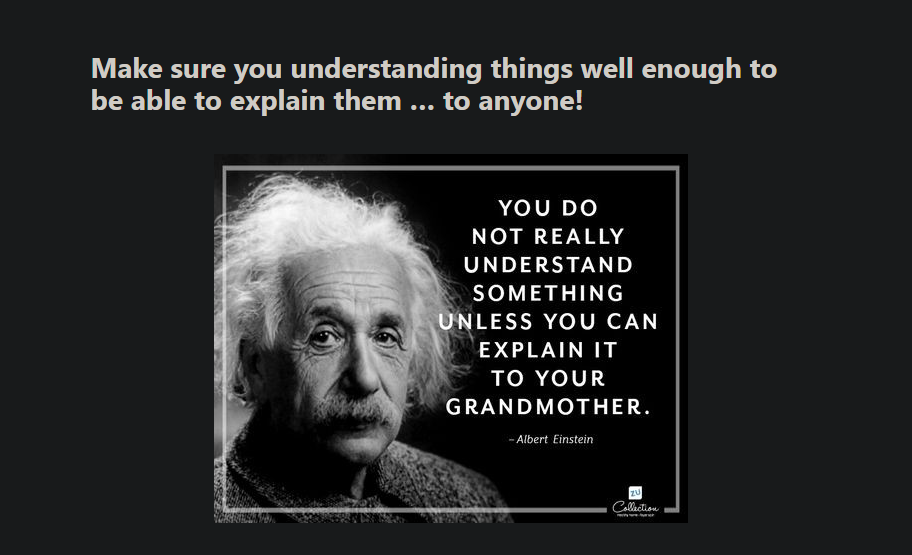 Make sure you understanding things well enough to
be able to explain them ... to anyone!
YOU DO
NOT REALLY
UNDERSTAND
SOMETHING
UNLESS YOU CAN
EXPLAIN IT
TO YOUR
GRANDMOTHER.
– Albert Einstein
ZU
Collection